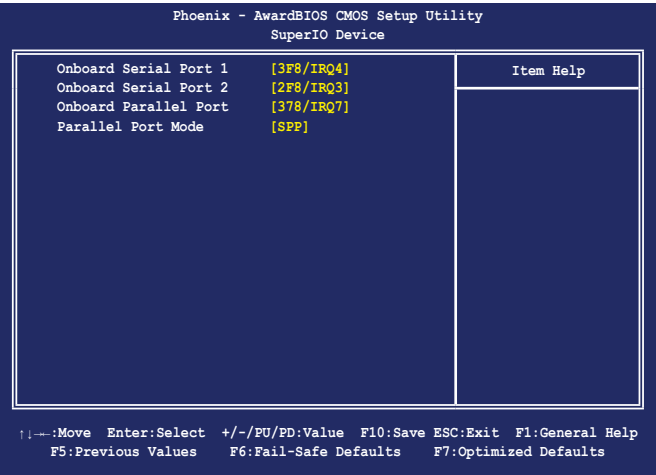 Phoenix - AwardBIOS CMOS Setup Utility
SuperIO Device
Onboard Serial Port 1 [3F8/IRQ4]
Onboard Serial Port 2 [2F8/IRQ3]
Onboard Parallel Port [378/IRQ7]
Parallel Port Mode [SPP]
Item Help
↑↓→←:Move Enter:Select +/-/PU/PD:Value F10:Save ESC:Exit F1:General Help
F5:Previous Values F6:Fail-Safe Defaults F7:Optimized Defaults